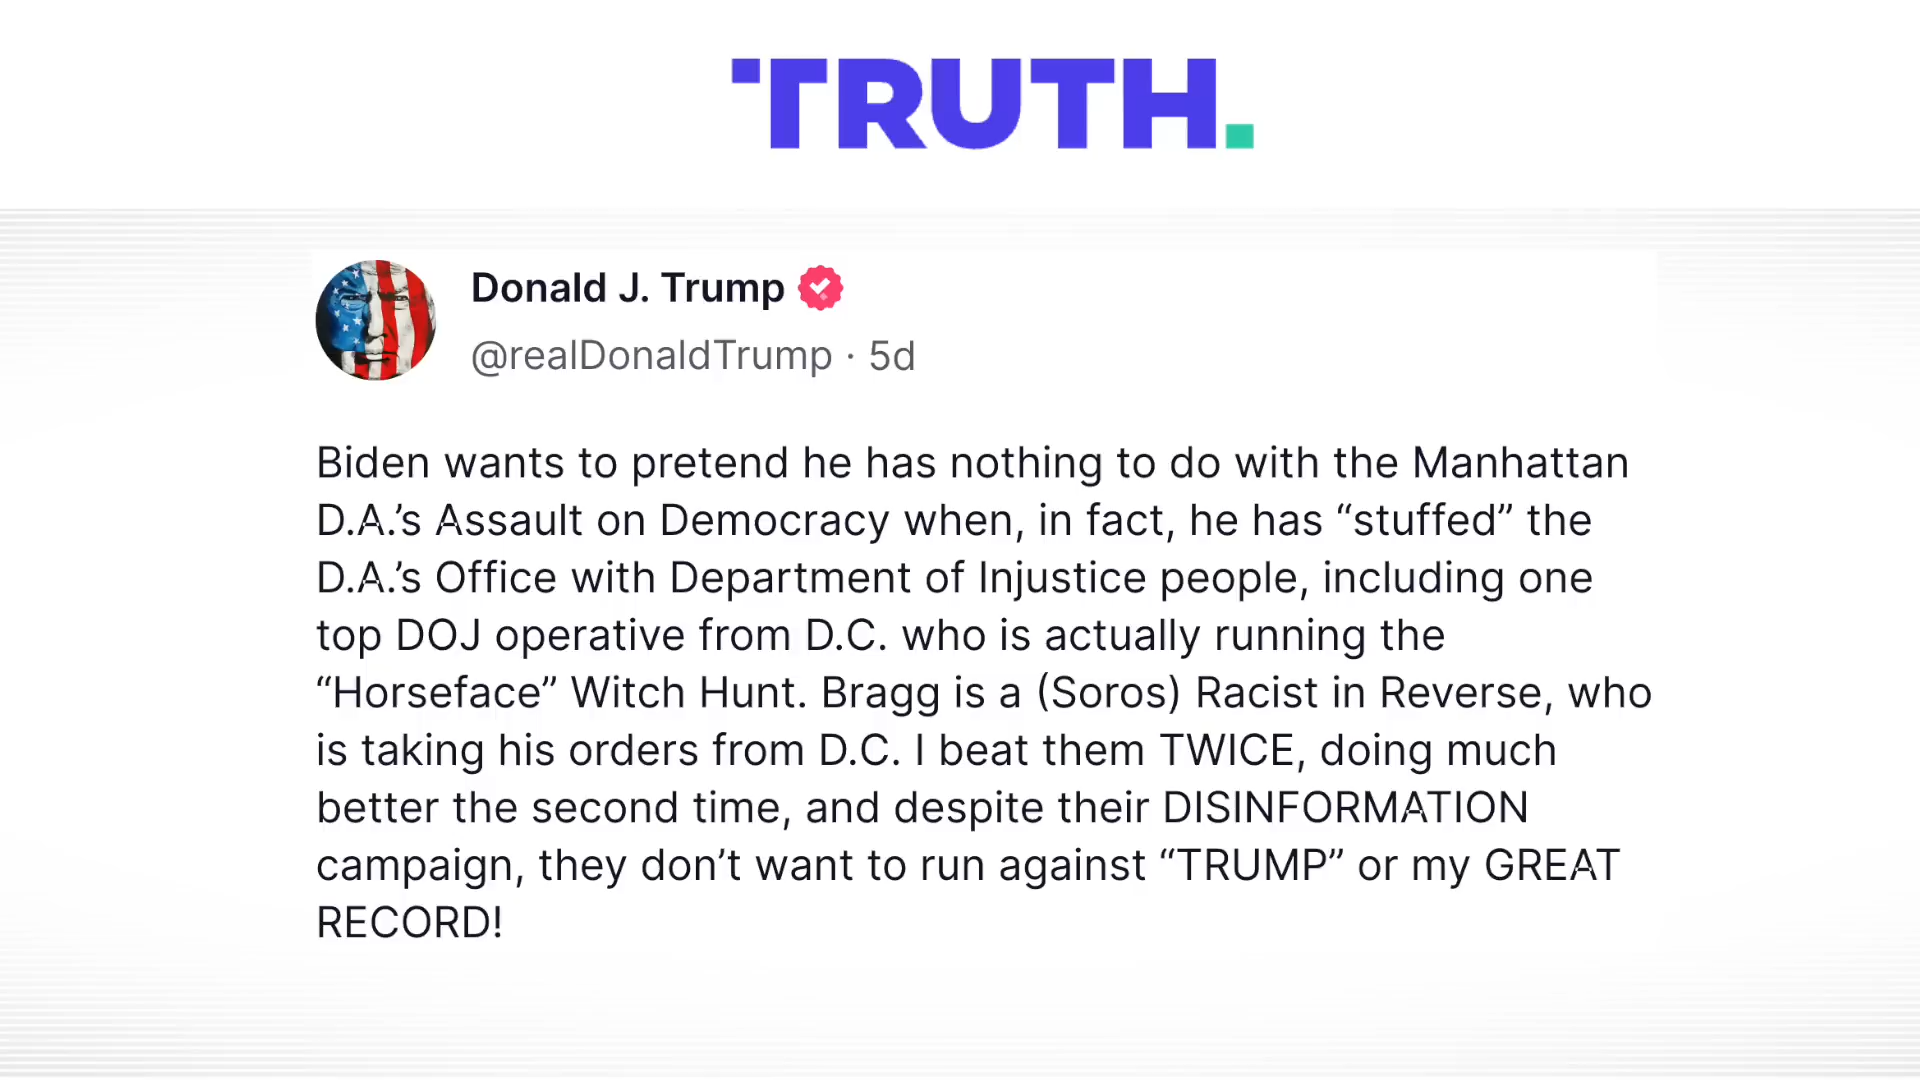 TRUTH.
Donald J. Trump
@realDonaldTrump · 5d
Biden wants to pretend he has nothing to do with the Manhattan
D.A.’s Assault on Democracy when, in fact, he has “stuffed” the
D.A.’s Office with Department of Injustice people, including one
top DOJ operative from D.C. who is actually running the
“Horseface” Witch Hunt. Bragg is a (Soros) Racist in Reverse, who
is taking his orders from D.C. I beat them TWICE, doing much
better the second time, and despite their DISINFORMATION
campaign, they don’t want to run against “TRUMP” or my GREAT
RECORD!